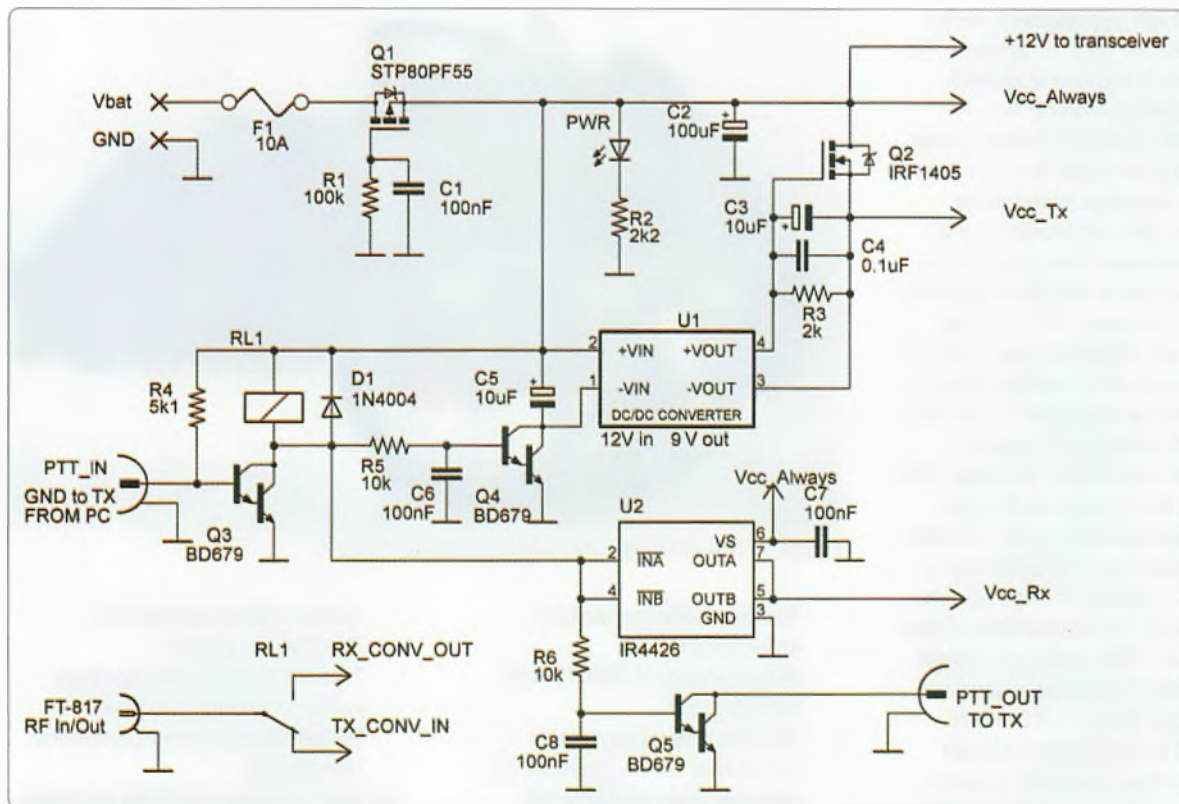 Q1
STP80PF55
+12V to transceiver
Vbat
Vcc_Always
F1
10A
GND
PWR
C2
100uF
+
Q2
IRF1405
R1
100k
C1
100nF
R2
2k2
C3
10uF
+
Vcc_Tx
C4
0.1uF
R3
2k
U1
RL1
2 +VIN +VOUT 4
1 -VIN -VOUT 3
DC/DC CONVERTER
12V in 9V out
R4
5k1
D1
1N4004
C5
10uF
+
PTT_IN
GND to TX
FROM PC
R5
10k
C6
100nF
Q4
BD679
Q3
BD679
Vcc_Always
C7
100nF
U2
VS 6
2 INA OUTA 7
4 INB OUTB 5
GND 3
IR4426
Vcc_Rx
R6
10k
RL1
RX_CONV_OUT
FT-817
RF In/Out
TX_CONV_IN
C8
100nF
Q5
BD679
PTT_OUT
TO TX